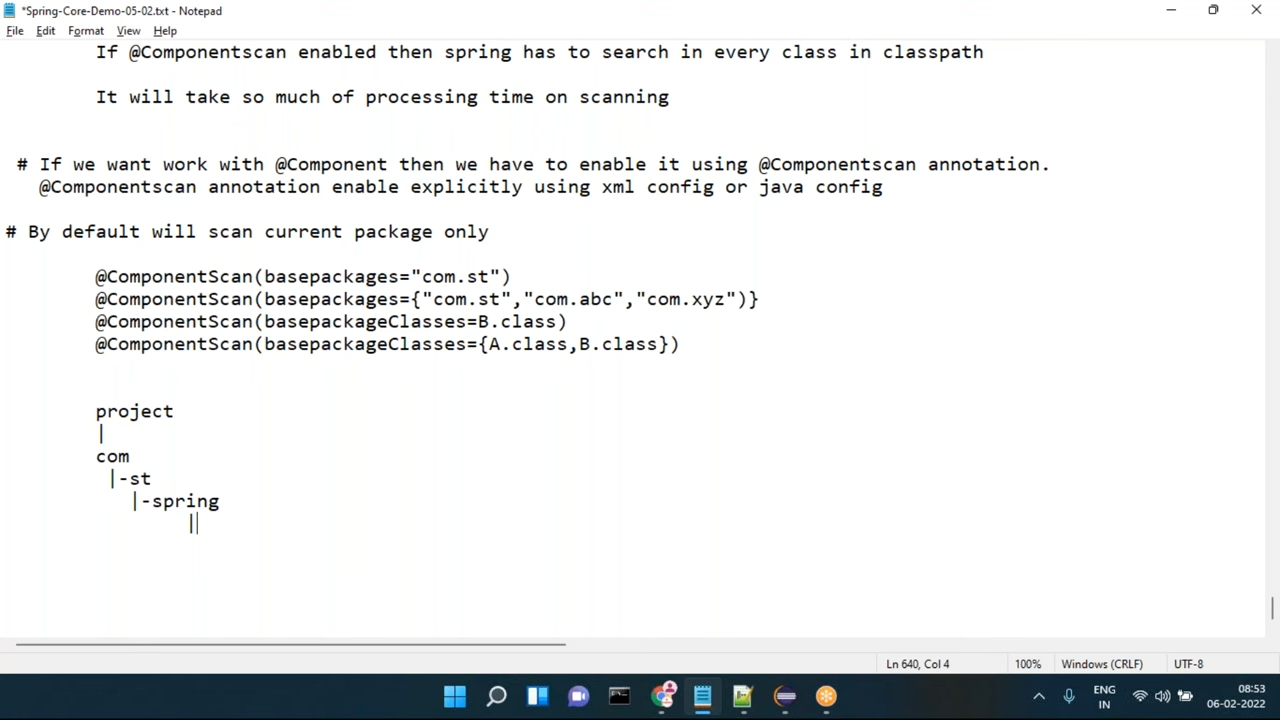 *Spring-Core-Demo-05-02.txt - Notepad
File Edit Format View Help
If @Componentscan enabled then spring has to search in every class in classpath
It will take so much of processing time on scanning
# If we want work with @Component then we have to enable it using @Componentscan annotation.
@Componentscan annotation enable explicitly using xml config or java config
# By default will scan current package only
@ComponentScan(basepackages="com.st")
@ComponentScan(basepackages={"com.st","com.abc","com.xyz")}
@ComponentScan(basepackageClasses=B.class)
@ComponentScan(basepackageClasses={A.class,B.class})
project
|
com
|-st
|-spring
|
Ln 640, Col 4 100% Windows (CRLF) UTF-8
ENG 08:53
IN 06-02-2022